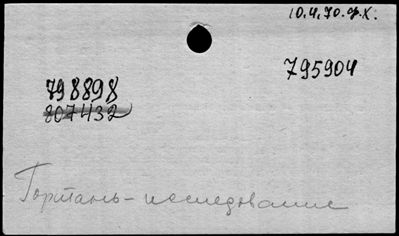 10.4.70.ф.х.
795904
798898
807432
Гортань-исследование